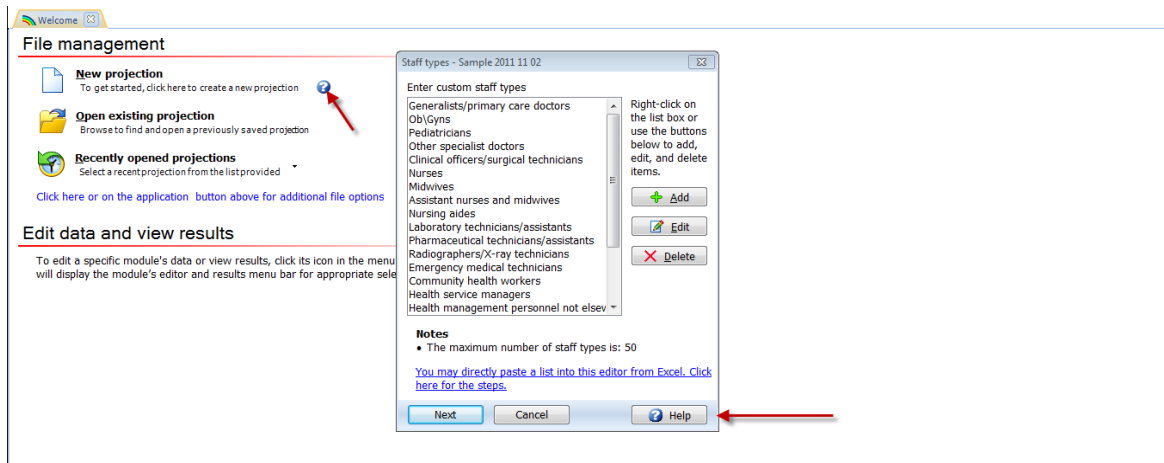 Welcome
File management
New projection
To get started, click here to create a new projection
Open existing projection
Browse to find and open a previously saved projection
Recently opened projections
Select a recent projection from the list provided
Click here or on the application button above for additional file options
Edit data and view results
To edit a specific module's data or view results, click its icon in the menu
will display the module's editor and results menu bar for appropriate sele
Staff types - Sample 2011 11 02
Enter custom staff types
Generalists/primary care doctors
Ob\Gyns
Pediatricians
Other specialist doctors
Clinical officers/surgical technicians
Nurses
Midwives
Assistant nurses and midwives
Nursing aides
Laboratory technicians/assistants
Pharmaceutical technicians/assistants
Radiographers/X-ray technicians
Emergency medical technicians
Community health workers
Health service managers
Health management personnel not elsev
Right-click on
the list box or
use the buttons
below to add,
edit, and delete
items.
Add
Edit
Delete
Notes
• The maximum number of staff types is: 50
You may directly paste a list into this editor from Excel. Click
here for the steps.
Next
Cancel
Help